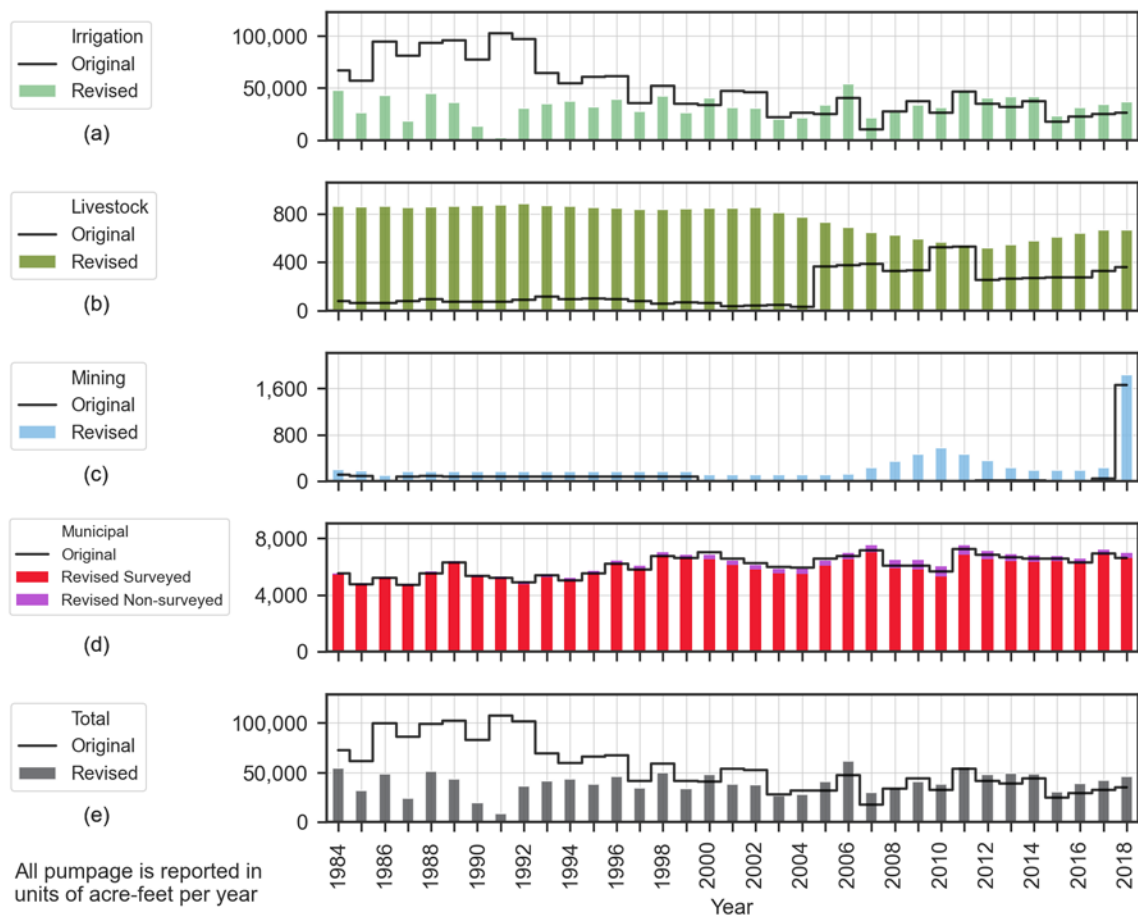 Irrigation
Original
Revised
(a)
100,000
50,000
0
Livestock
Original
Revised
(b)
800
400
0
Mining
Original
Revised
(c)
1,600
800
0
Municipal
Original
Revised Surveyed
Revised Non-surveyed
(d)
8,000
4,000
0
Total
Original
Revised
(e)
100,000
50,000
0
1984 1986 1988 1990 1992 1994 1996 1998 2000 2002 2004 2006 2008 2010 2012 2014 2016 2018
Year
All pumpage is reported in
units of acre-feet per year